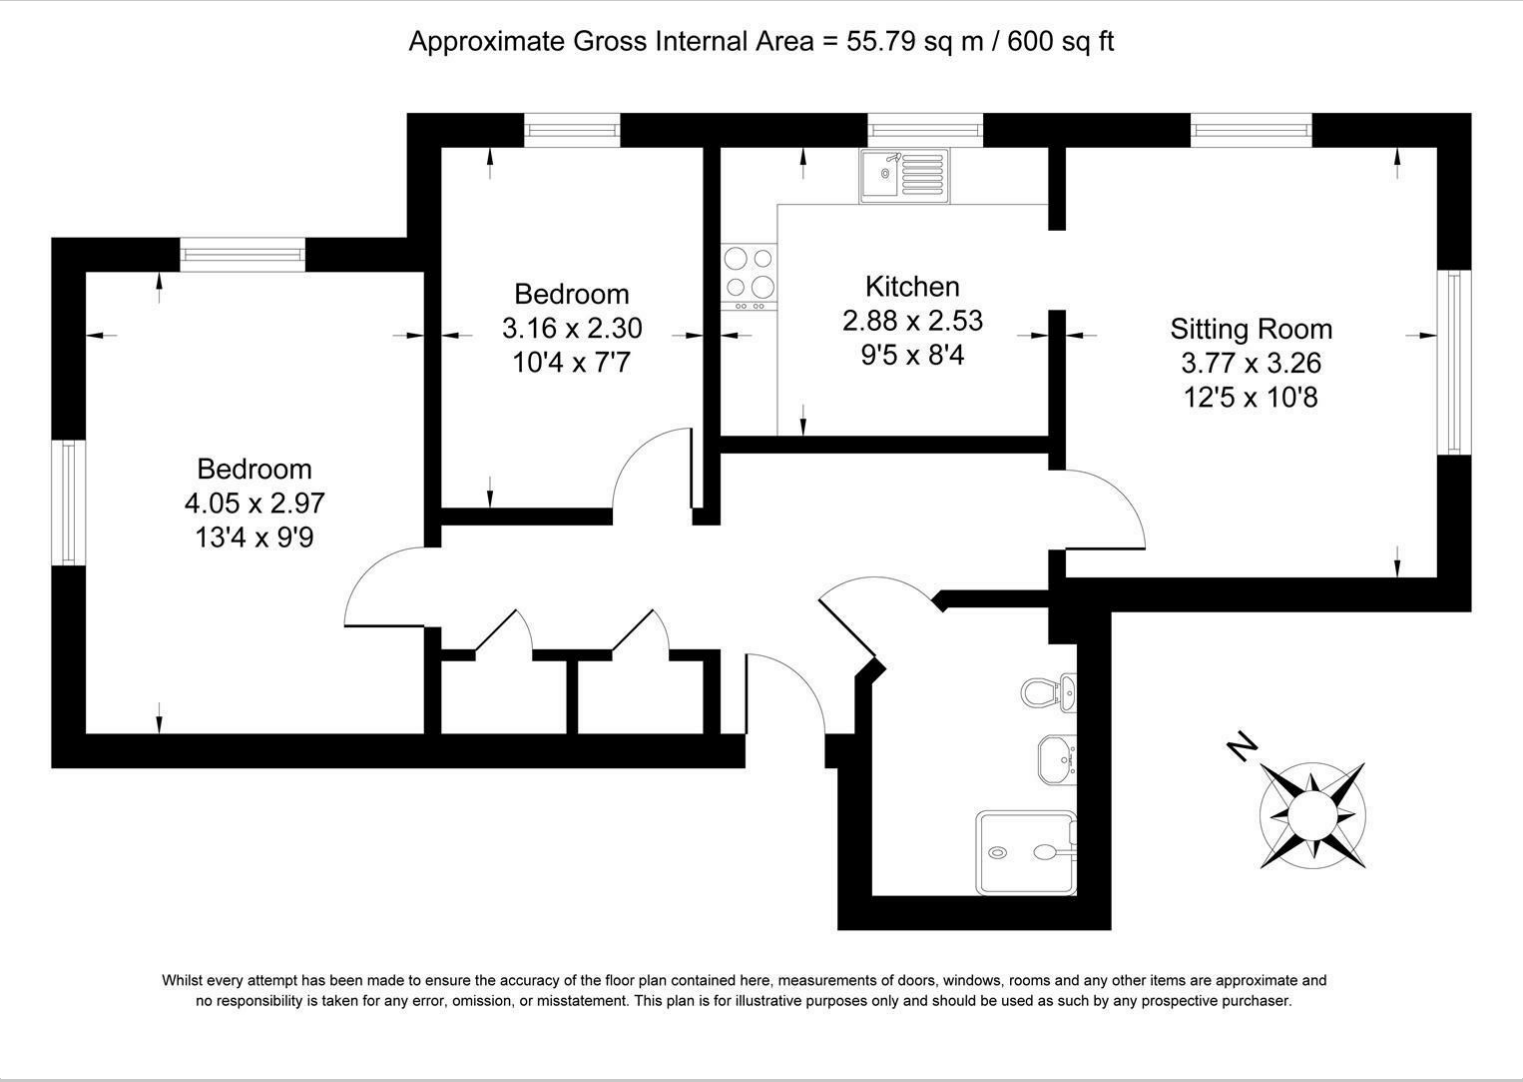 Approximate Gross Internal Area = 55.79 sq m / 600 sq ft
Bedroom
3.16 x 2.30
10'4 x 7'7
Kitchen
2.88 x 2.53
9'5 x 8'4
Sitting Room
3.77 x 3.26
12'5 x 10'8
Bedroom
4.05 x 2.97
13'4 x 9'9
N
Whilst every attempt has been made to ensure the accuracy of the floor plan contained here, measurements of doors, windows, rooms and any other items are approximate and
no responsibility is taken for any error, omission, or misstatement. This plan is for illustrative purposes only and should be used as such by any prospective purchaser.